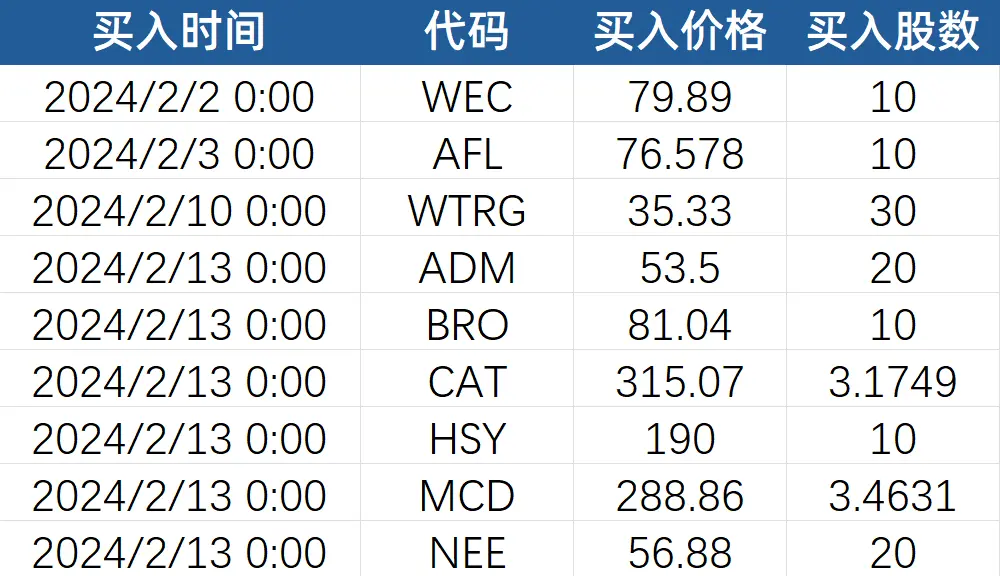 买入时间 代码 买入价格 买入股数
2024/2/2 0:00 WEC 79.89 10
2024/2/3 0:00 AFL 76.578 10
2024/2/10 0:00 WTRG 35.33 30
2024/2/13 0:00 ADM 53.5 20
2024/2/13 0:00 BRO 81.04 10
2024/2/13 0:00 CAT 315.07 3.1749
2024/2/13 0:00 HSY 190 10
2024/2/13 0:00 MCD 288.86 3.4631
2024/2/13 0:00 NEE 56.88 20